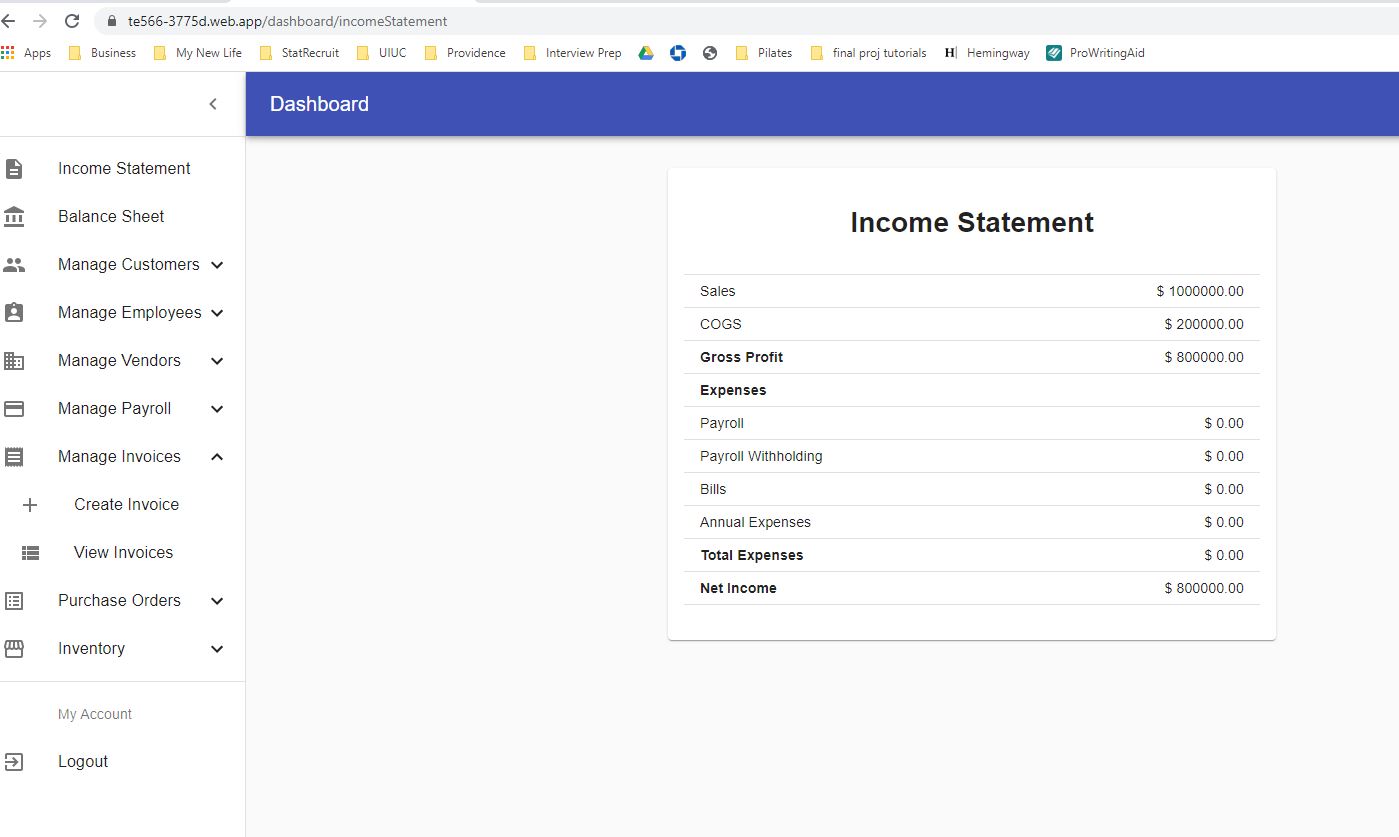 te566-3775d.web.app/dashboard/incomeStatement
Apps Business My New Life StatRecruit UIUC Providence Interview Prep Pilates final proj tutorials H Hemingway ProWritingAid
Dashboard
Income Statement
Balance Sheet
Manage Customers
Manage Employees
Manage Vendors
Manage Payroll
Manage Invoices
Create Invoice
View Invoices
Purchase Orders
Inventory
My Account
Logout
Income Statement
Sales $ 1000000.00
COGS $ 200000.00
Gross Profit $ 800000.00
Expenses
Payroll $ 0.00
Payroll Withholding $ 0.00
Bills $ 0.00
Annual Expenses $ 0.00
Total Expenses $ 0.00
Net Income $ 800000.00